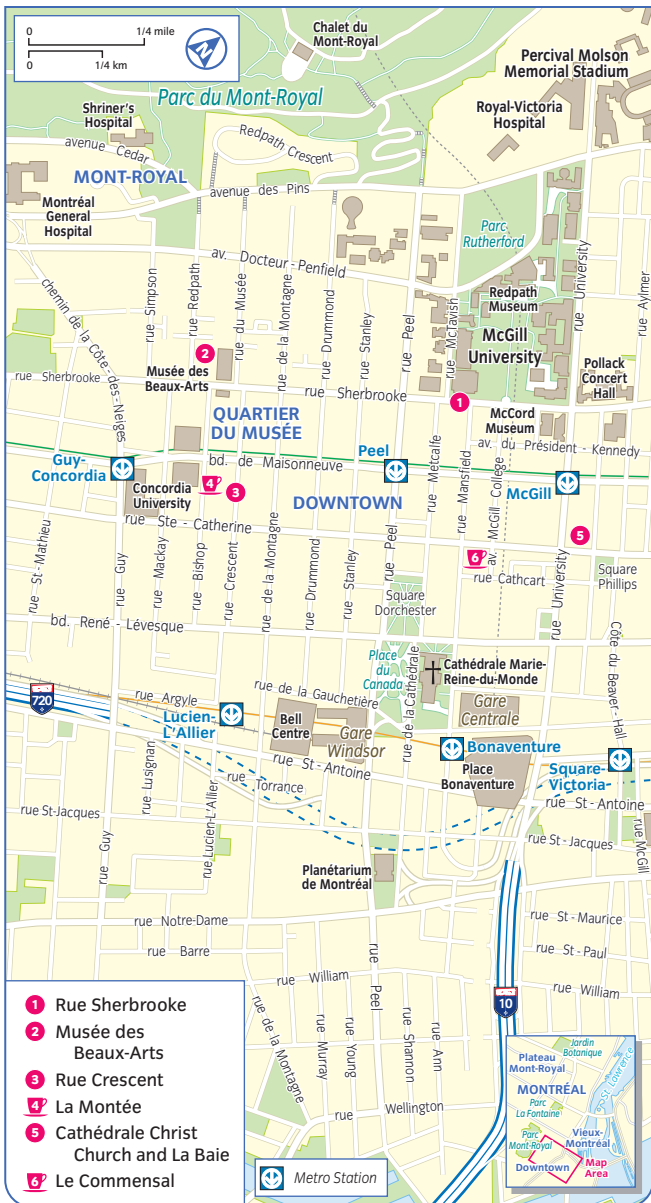 0 1/4 mile
0 1/4 km
N
Chalet du
Mont-Royal
Percival Molson
Memorial Stadium
Parc du Mont-Royal
Royal-Victoria
Hospital
Shriner's
Hospital
Redpath Crescent
avenue Cedar
MONT-ROYAL
avenue des Pins
Montréal
General
Hospital
Parc
Rutherford
av. Docteur-Penfield
chemin de la Côte-des-Neiges
rue Simpson
rue Redpath
rue du Musée
rue de la Montagne
rue Drummond
rue Stanley
rue Peel
rue McTavish
rue University
rue Aylmer
Redpath
Museum
McGill
University
2
Musée des
Beaux-Arts
Pollack
Concert
Hall
rue Sherbrooke
rue Sherbrooke
1
QUARTIER
DU MUSÉE
McCord
Museum
av. du Président-Kennedy
Guy-
Concordia
bd. de Maisonneuve
Peel
rue Metcalfe
rue Mansfield
av. McGill College
McGill
Concordia
University
4
3
DOWNTOWN
rue Ste-Catherine
5
6
rue Cathcart
Square
Phillips
rue St-Mathieu
rue Guy
rue Mackay
rue Bishop
rue Crescent
rue de la Montagne
rue Drummond
rue Stanley
rue Peel
rue University
Square
Dorchester
bd. René-Lévesque
Côte du Beaver-Hall
Place
du
Canada
rue de la Cathédrale
Cathédrale Marie-
Reine-du-Monde
720
rue Argyle
rue de la Gauchetière
Lucien-
L'Allier
Bell
Centre
Gare
Windsor
Gare
Centrale
Bonaventure
Place
Bonaventure
Square-
Victoria
rue St-Antoine
rue St-Antoine
rue Lusignan
rue Torrance
rue Lucien-L'Allier
rue St-Jacques
rue St-Jacques
rue McGill
rue Guy
Planétarium
de Montréal
rue Notre-Dame
rue St-Maurice
rue Barre
rue St-Paul
rue William
rue William
rue Peel
10
rue de la Montagne
rue Murray
rue Young
rue Shannon
rue Ann
rue Wellington
1 Rue Sherbrooke
2 Musée des
Beaux-Arts
3 Rue Crescent
4 La Montée
5 Cathédrale Christ
Church and La Baie
6 Le Commensal
Metro Station
Jardin
Botanique
Plateau
Mont-Royal
St. Lawrence
MONTRÉAL
Parc
La Fontaine
Parc
Mont-Royal
Vieux-
Montréal
Downtown
Map
Area